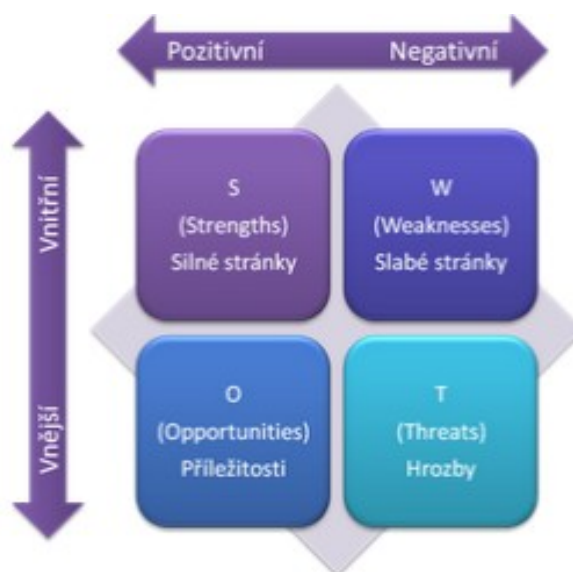 Pozitivní Negativní
Vnitřní
S
(Strengths)
Silné stránky
W
(Weaknesses)
Slabé stránky
Vnější
O
(Opportunities)
Příležitosti
T
(Threats)
Hrozby